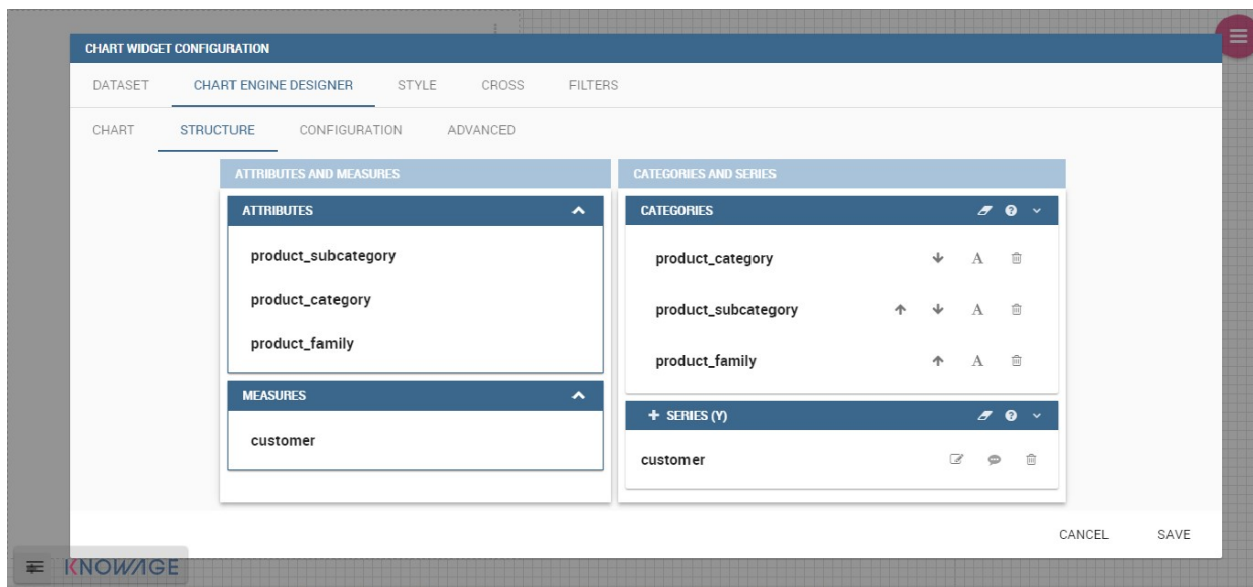 CHART WIDGET CONFIGURATION
DATASET CHART ENGINE DESIGNER STYLE CROSS FILTERS
CHART STRUCTURE CONFIGURATION ADVANCED
ATTRIBUTES AND MEASURES
ATTRIBUTES
product_subcategory
product_category
product_family
MEASURES
customer
CATEGORIES AND SERIES
CATEGORIES
product_category A
product_subcategory A
product_family A
+ SERIES (Y)
customer
CANCEL SAVE
KNOWAGE